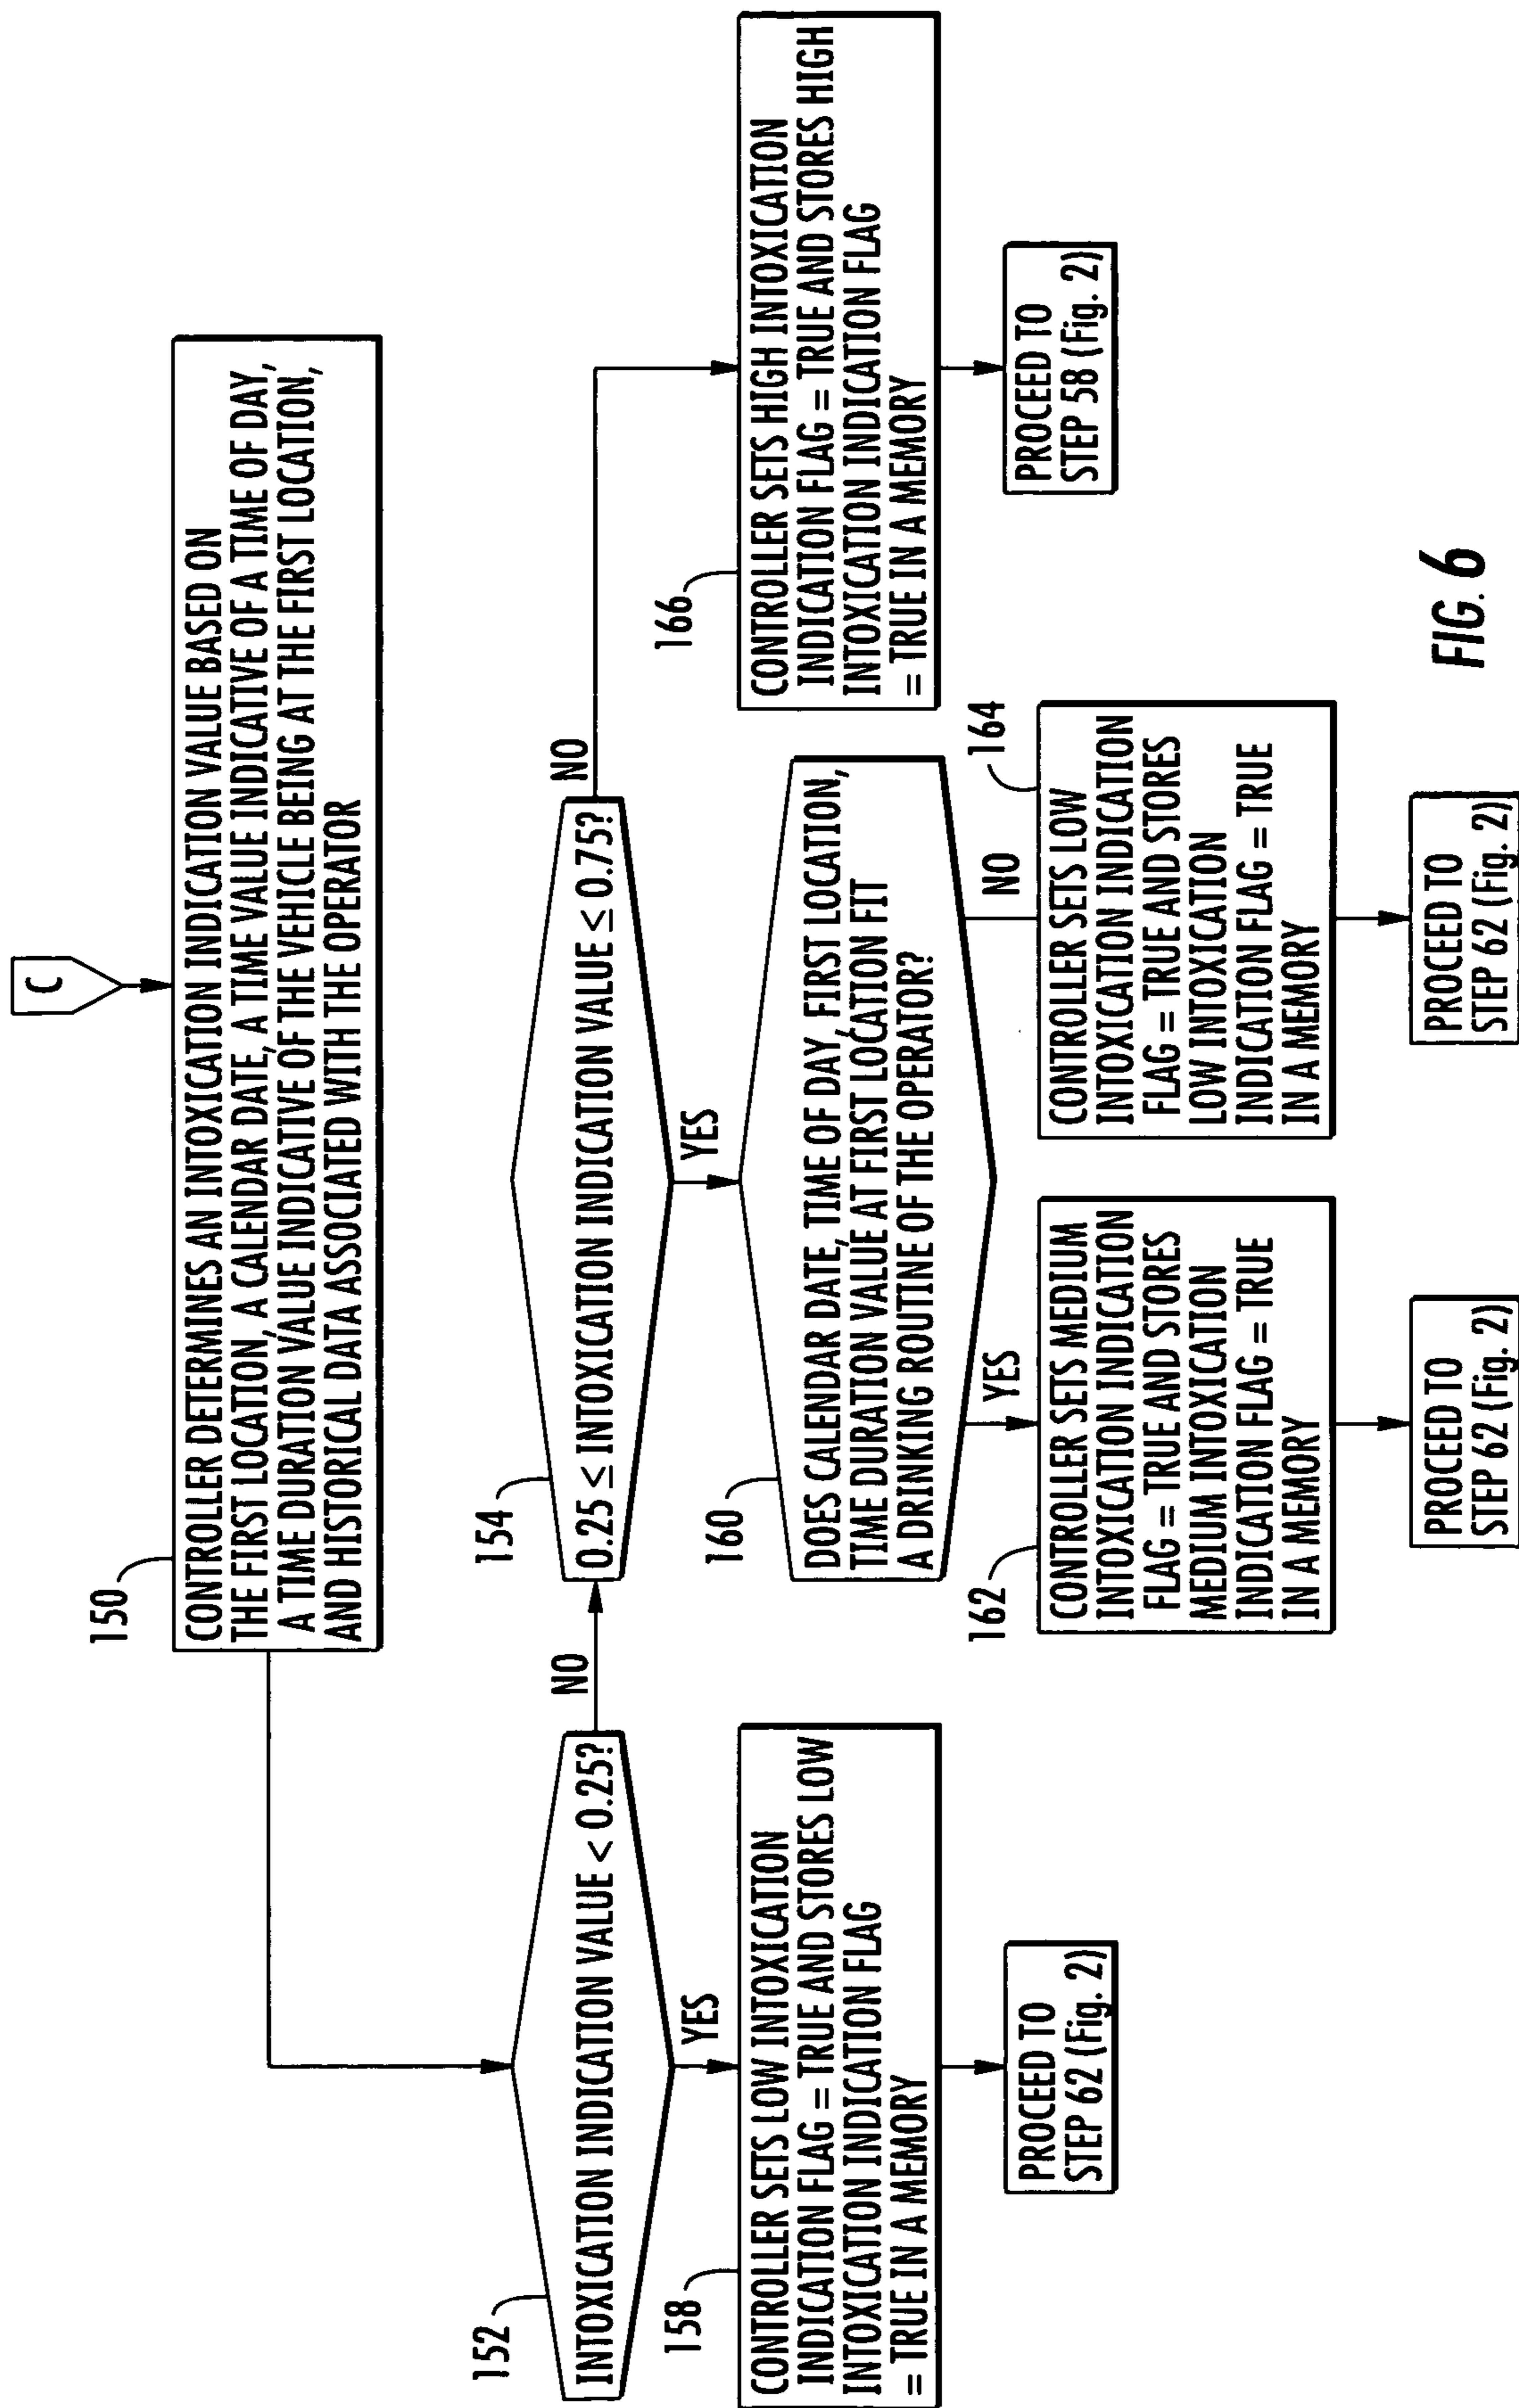 C
150
CONTROLLER DETERMINES AN INTOXICATION INDICATION VALUE BASED ON
THE FIRST LOCATION, A CALENDAR DATE, A TIME VALUE INDICATIVE OF A TIME OF DAY,
A TIME DURATION VALUE INDICATIVE OF THE VEHICLE BEING AT THE FIRST LOCATION,
AND HISTORICAL DATA ASSOCIATED WITH THE OPERATOR
152
INTOXICATION INDICATION VALUE < 0.25?
NO
YES
154
0.25 ≤ INTOXICATION INDICATION VALUE ≤ 0.75?
NO
YES
158
CONTROLLER SETS LOW INTOXICATION
INDICATION FLAG = TRUE AND STORES LOW
INTOXICATION INDICATION FLAG
= TRUE IN A MEMORY
PROCEED TO
STEP 62 (Fig. 2)
160
DOES CALENDAR DATE, TIME OF DAY, FIRST LOCATION,
TIME DURATION VALUE AT FIRST LOCATION FIT
A DRINKING ROUTINE OF THE OPERATOR?
YES
NO
162
CONTROLLER SETS MEDIUM
INTOXICATION INDICATION
FLAG = TRUE AND STORES
MEDIUM INTOXICATION
INDICATION FLAG = TRUE
IN A MEMORY
PROCEED TO
STEP 62 (Fig. 2)
164
CONTROLLER SETS LOW
INTOXICATION INDICATION
FLAG = TRUE AND STORES
LOW INTOXICATION
INDICATION FLAG = TRUE
IN A MEMORY
PROCEED TO
STEP 62 (Fig. 2)
166
CONTROLLER SETS HIGH INTOXICATION
INDICATION FLAG = TRUE AND STORES HIGH
INTOXICATION INDICATION FLAG
= TRUE IN A MEMORY
PROCEED TO
STEP 58 (Fig. 2)
FIG. 6